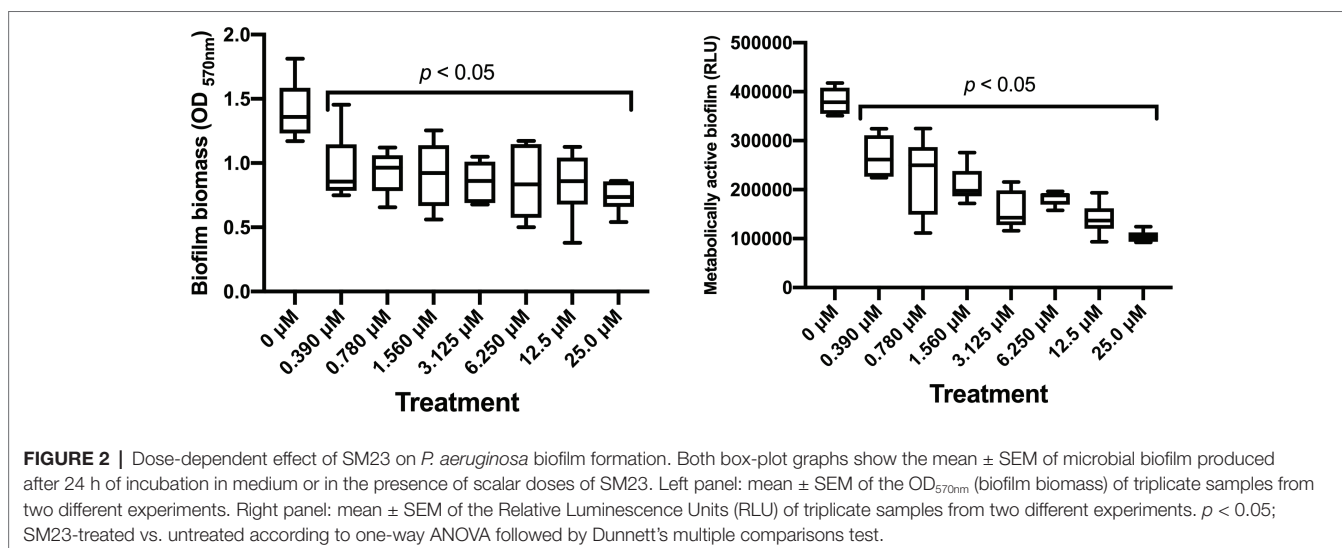 2.0
1.5
1.0
0.5
0.0
Biofilm biomass (OD 570nm)
p < 0.05
0 µM
0.390 µM
0.780 µM
1.560 µM
3.125 µM
6.250 µM
12.5 µM
25.0 µM
Treatment
500000
400000
300000
200000
100000
0
Metabolically active biofilm (RLU)
p < 0.05
0 µM
0.390 µM
0.780 µM
1.560 µM
3.125 µM
6.250 µM
12.5 µM
25.0 µM
Treatment
FIGURE 2 | Dose-dependent effect of SM23 on P. aeruginosa biofilm formation. Both box-plot graphs show the mean ± SEM of microbial biofilm produced
after 24 h of incubation in medium or in the presence of scalar doses of SM23. Left panel: mean ± SEM of the OD570nm (biofilm biomass) of triplicate samples from
two different experiments. Right panel: mean ± SEM of the Relative Luminescence Units (RLU) of triplicate samples from two different experiments. p < 0.05;
SM23-treated vs. untreated according to one-way ANOVA followed by Dunnett's multiple comparisons test.